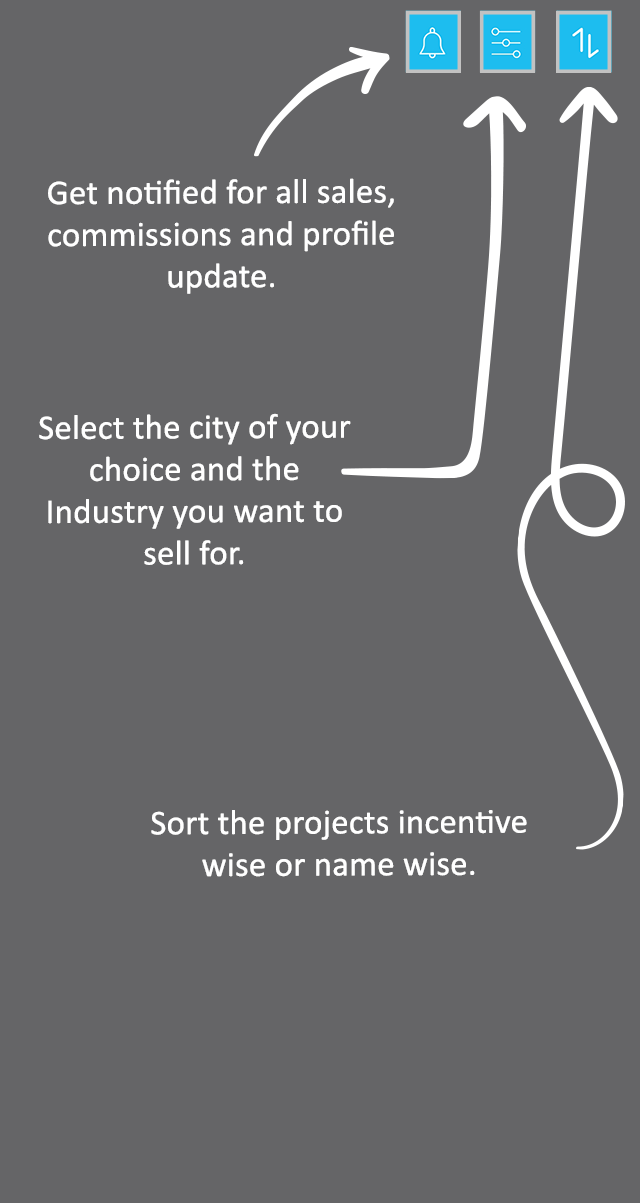 Get notified for all sales,
commissions and profile
update.
Select the city of your
choice and the
Industry you want to
sell for.
Sort the projects incentive
wise or name wise.